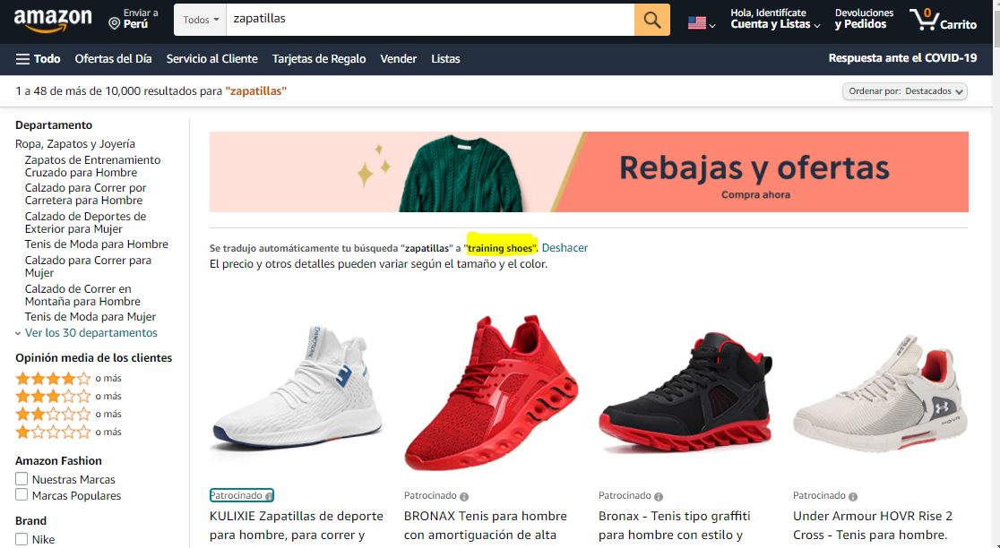 amazon
Enviar a
Perú
Todos
zapatillas
Hola, Identifícate
Cuenta y Listas
Devoluciones
y Pedidos
0
Carrito
Todo
Ofertas del Día
Servicio al Cliente
Tarjetas de Regalo
Vender
Listas
Respuesta ante el COVID-19
1 a 48 de más de 10,000 resultados para "zapatillas"
Ordenar por: Destacados
Departamento
Ropa, Zapatos y Joyería
Zapatos de Entrenamiento
Cruzado para Hombre
Calzado para Correr por
Carretera para Hombre
Calzado de Deportes de
Exterior para Mujer
Tenis de Moda para Hombre
Calzado para Correr para
Mujer
Calzado de Correr en
Montaña para Hombre
Tenis de Moda para Mujer
Ver los 30 departamentos
Opinión media de los clientes
o más
o más
o más
o más
Amazon Fashion
Nuestras Marcas
Marcas Populares
Brand
Nike
Rebajas y ofertas
Compra ahora
Se tradujo automáticamente tu búsqueda "zapatillas" a "training shoes". Deshacer
El precio y otros detalles pueden variar según el tamaño y el color.
HOVR
Patrocinado
KULIXIE Zapatillas de deporte
para hombre, para correr y
Patrocinado
BRONAX Tenis para hombre
con amortiguación de alta
Patrocinado
Bronax - Tenis tipo graffiti
para hombre con estilo y
Patrocinado
Under Armour HOVR Rise 2
Cross - Tenis para hombre.